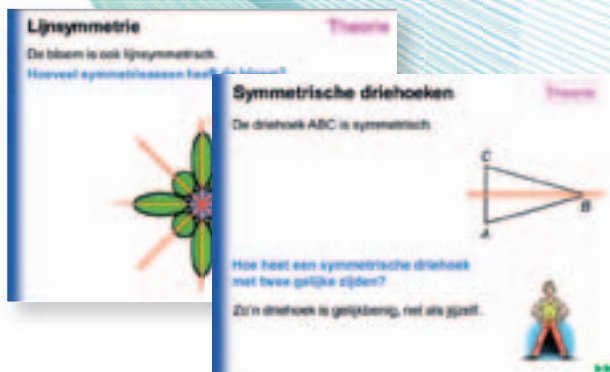 Lijnsymmetrie
Theorie
De bloem is ook lijnsymmetrisch.
Hoeveel symmetrieassen heeft de bloem?
Symmetrische driehoeken
Theorie
De driehoek ABC is symmetrisch.
C
B
A
Hoe heet een symmetrische driehoek
met twee gelijke zijden?
Zo'n driehoek is gelijkbenig, net als jijzelf.